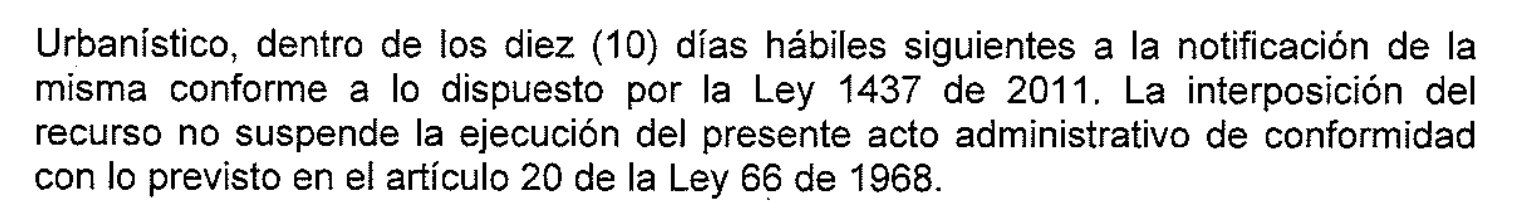 Urbanístico, dentro de los diez (10) días hábiles siguientes a la notificación de la
misma conforme a lo dispuesto por la Ley 1437 de 2011. La interposición del
recurso no suspende la ejecución del presente acto administrativo de conformidad
con lo previsto en el artículo 20 de la Ley 66 de 1968.